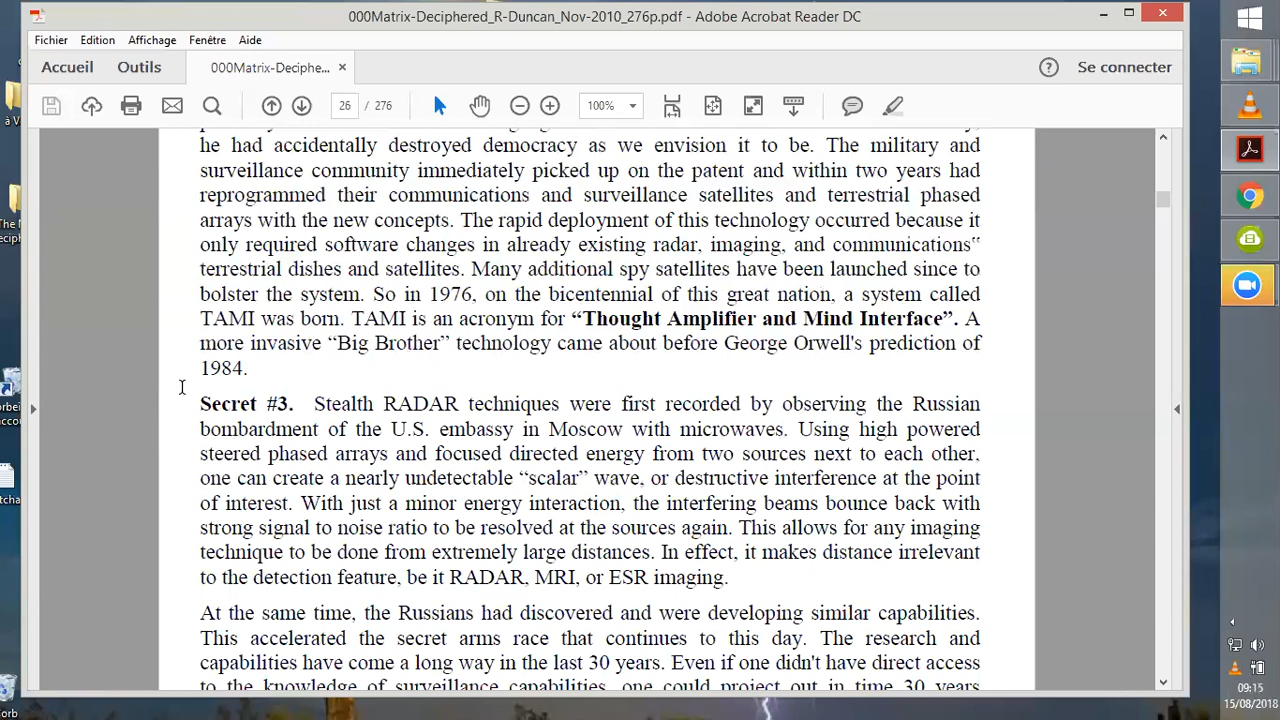 000Matrix-Deciphered_R-Duncan_Nov-2010_276p.pdf - Adobe Acrobat Reader DC
Fichier Edition Affichage Fenêtre Aide
Accueil Outils 000Matrix-Deciphe... × Se connecter
26 / 276 100%
he had accidentally destroyed democracy as we envision it to be. The military and
surveillance community immediately picked up on the patent and within two years had
reprogrammed their communications and surveillance satellites and terrestrial phased
arrays with the new concepts. The rapid deployment of this technology occurred because it
only required software changes in already existing radar, imaging, and communications‟
terrestrial dishes and satellites. Many additional spy satellites have been launched since to
bolster the system. So in 1976, on the bicentennial of this great nation, a system called
TAMI was born. TAMI is an acronym for “Thought Amplifier and Mind Interface”. A
more invasive “Big Brother” technology came about before George Orwell's prediction of
1984.
Secret #3. Stealth RADAR techniques were first recorded by observing the Russian
bombardment of the U.S. embassy in Moscow with microwaves. Using high powered
steered phased arrays and focused directed energy from two sources next to each other,
one can create a nearly undetectable “scalar” wave, or destructive interference at the point
of interest. With just a minor energy interaction, the interfering beams bounce back with
strong signal to noise ratio to be resolved at the sources again. This allows for any imaging
technique to be done from extremely large distances. In effect, it makes distance irrelevant
to the detection feature, be it RADAR, MRI, or ESR imaging.
At the same time, the Russians had discovered and were developing similar capabilities.
This accelerated the secret arms race that continues to this day. The research and
capabilities have come a long way in the last 30 years. Even if one didn't have direct access
to the knowledge of surveillance capabilities, one could project out in time 30 years
09:15
15/08/2018